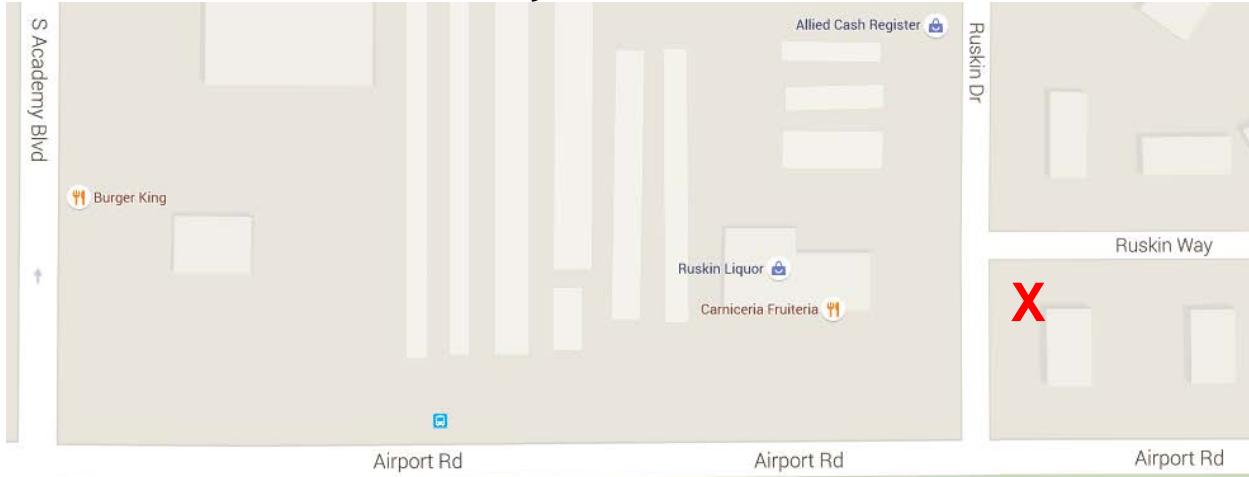 S Academy Blvd
Allied Cash Register
Ruskin Dr
Burger King
Ruskin Way
Ruskin Liquor
X
Carniceria Fruiteria
Airport Rd
Airport Rd
Airport Rd